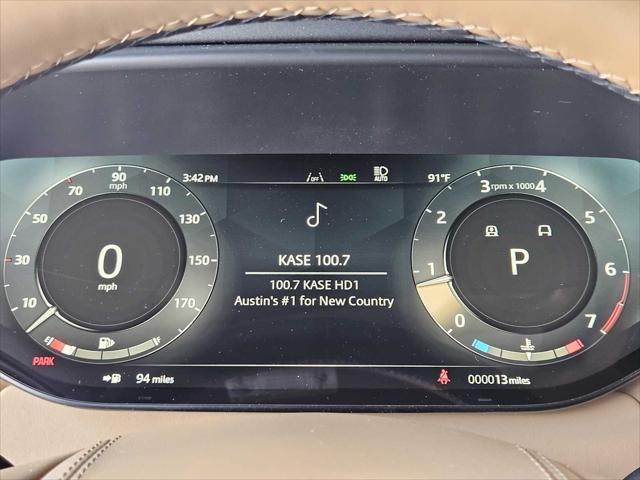 3:42 PM
OFF
AUTO
91°F
10
30
50
70
90
mph
110
130
150
170
0
mph
E
F
PARK
94 miles
KASE 100.7
100.7 KASE HD1
Austin's #1 for New Country
0
1
2
3 rpm x 1000 4
5
6
7
P
000013 miles